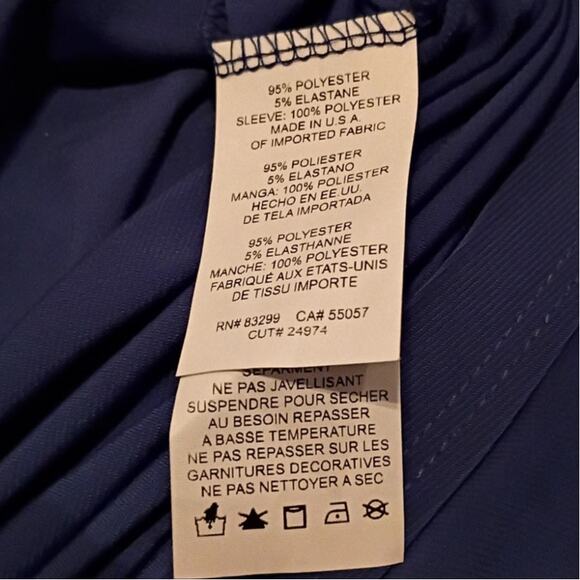 95% POLYESTER
5% ELASTANE
SLEEVE: 100% POLYESTER
MADE IN U.S.A.
OF IMPORTED FABRIC
95% POLIESTER
5% ELASTANO
MANGA: 100% POLIESTER
HECHO EN EE.UU.
DE TELA IMPORTADA
95% POLYESTER
5% ELASTHANNE
MANCHE: 100% POLYESTER
FABRIQUÉ AUX ETATS-UNIS
DE TISSU IMPORTE
RN# 83299 CA# 55057
CUT# 24974
SEPARMENT
NE PAS JAVELLISANT
SUSPENDRE POUR SECHER
AU BESOIN REPASSER
A BASSE TEMPERATURE
NE PAS REPASSER SUR LES
GARNITURES DECORATIVES
NE PAS NETTOYER A SEC